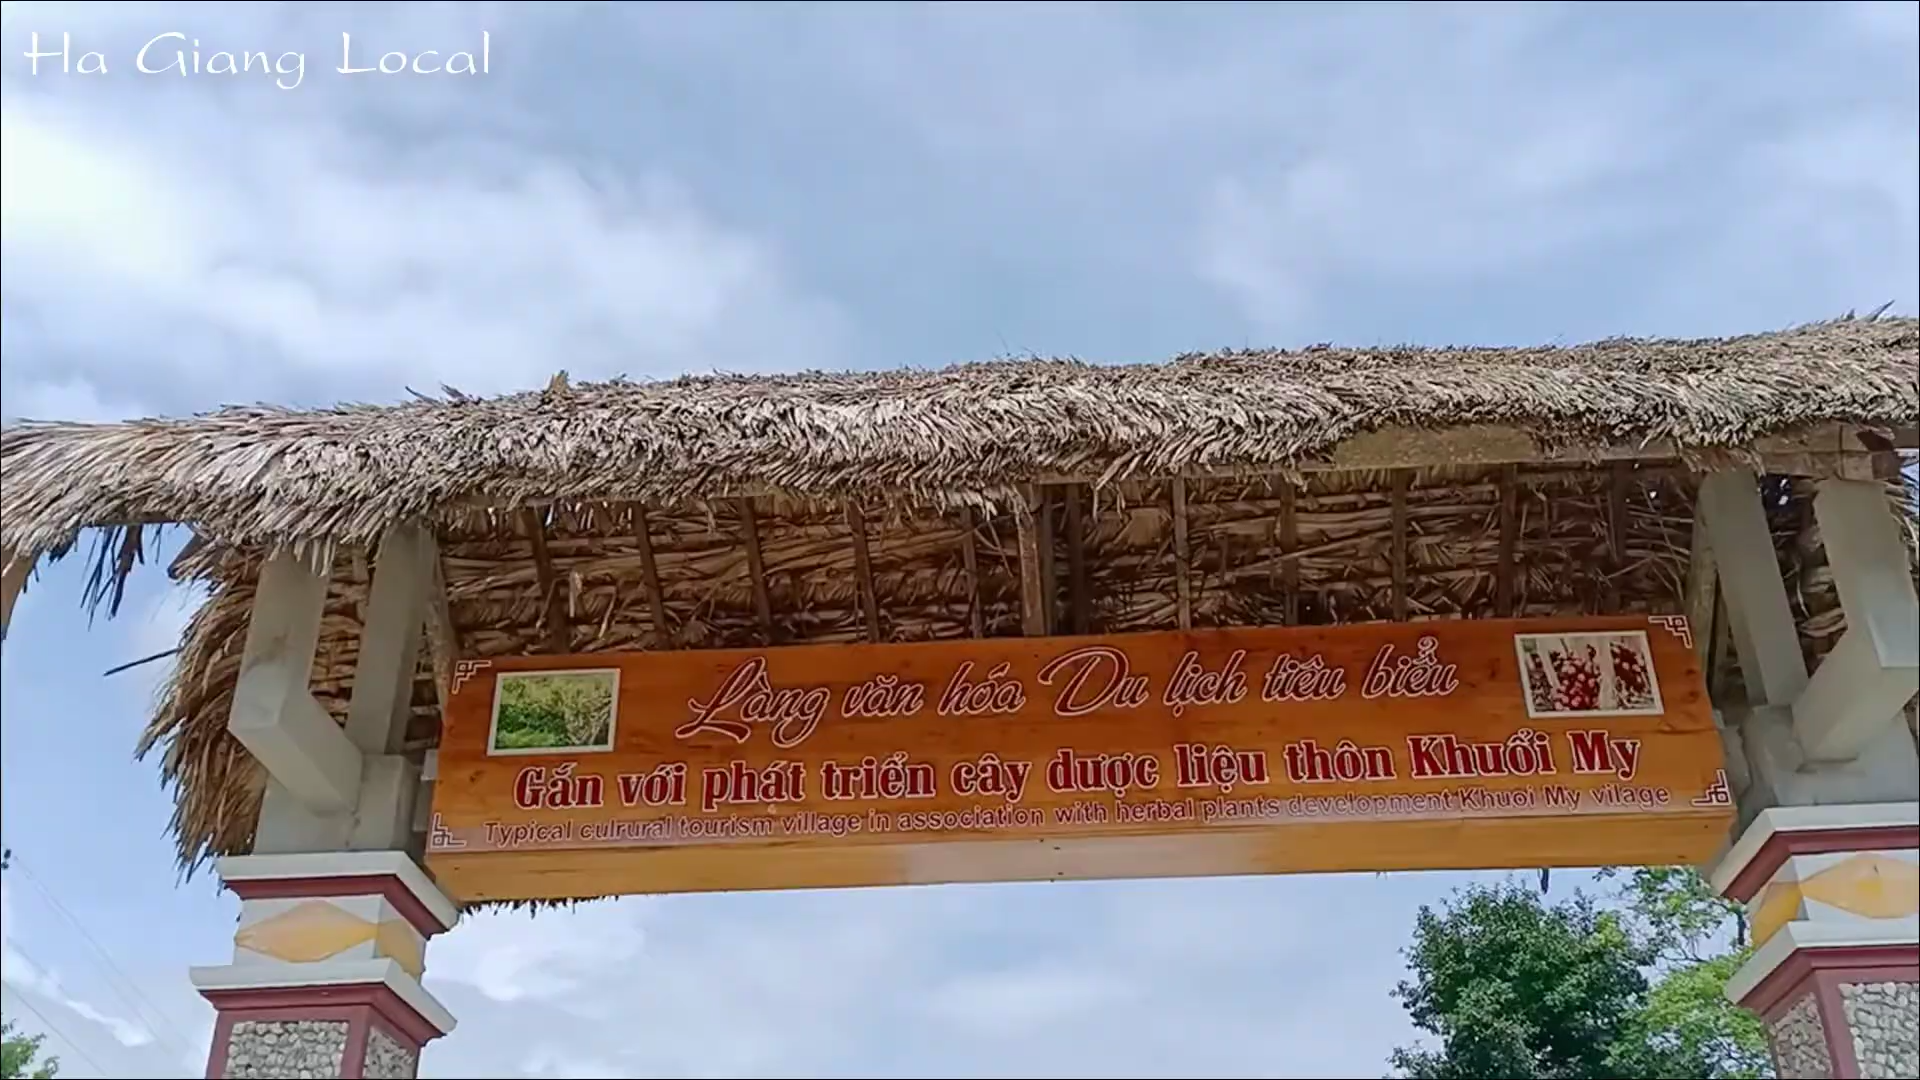 Ha Giang Local
Làng văn hóa Du lịch tiêu biểu
Gắn với phát triển cây dược liệu thôn Khuổi My
Typical culrural tourism village in association with herbal plants development Khuoi My vilage